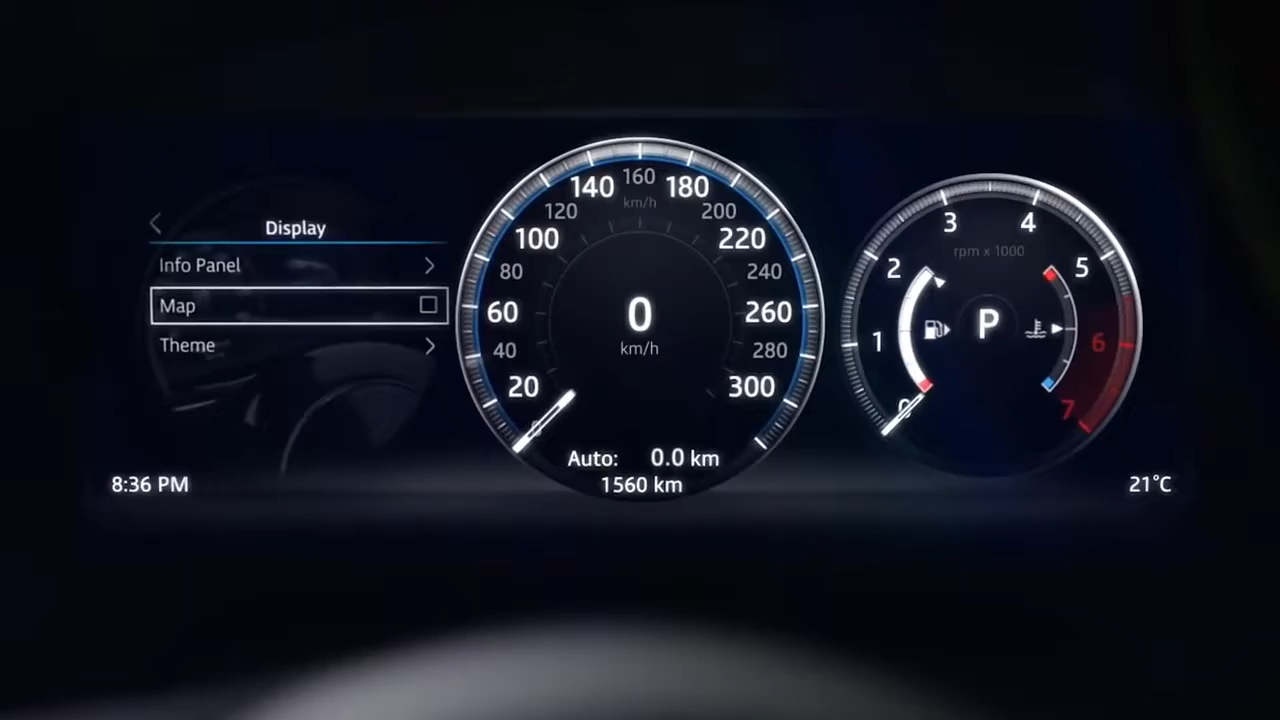 Display
Info Panel
Map
Theme
8:36 PM
0
20
40
60
80
100
120
140
160
180
200
220
240
260
280
300
km/h
0
km/h
Auto: 0.0 km
1560 km
0
1
2
3
4
5
6
7
rpm x 1000
P
21°C